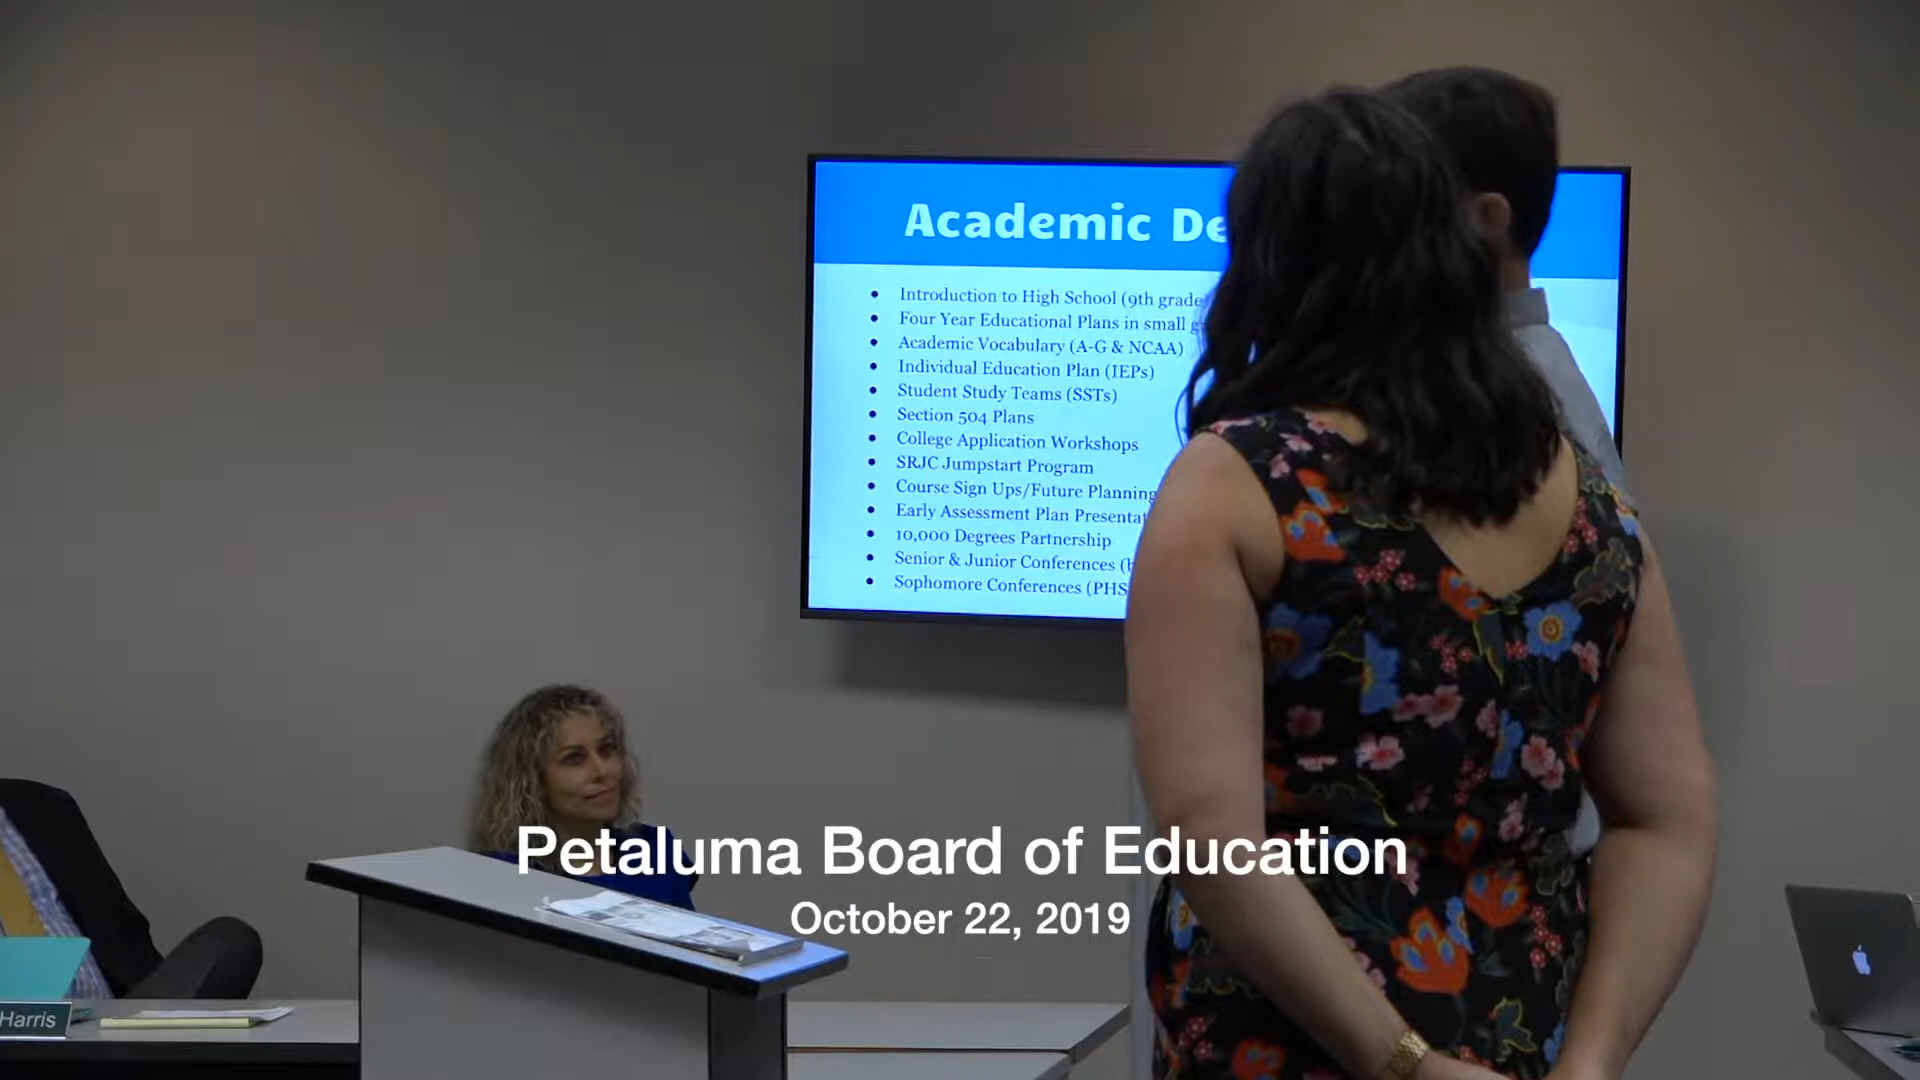 Academic De
Introduction to High School (9th grade)
Four Year Educational Plans in small g
Academic Vocabulary (A-G & NCAA)
Individual Education Plan (IEPs)
Student Study Teams (SSTs)
Section 504 Plans
College Application Workshops
SRJC Jumpstart Program
Course Sign Ups/Future Planning
Early Assessment Plan Presentat
10,000 Degrees Partnership
Senior & Junior Conferences (b
Sophomore Conferences (PHS
Petaluma Board of Education
October 22, 2019
Harris